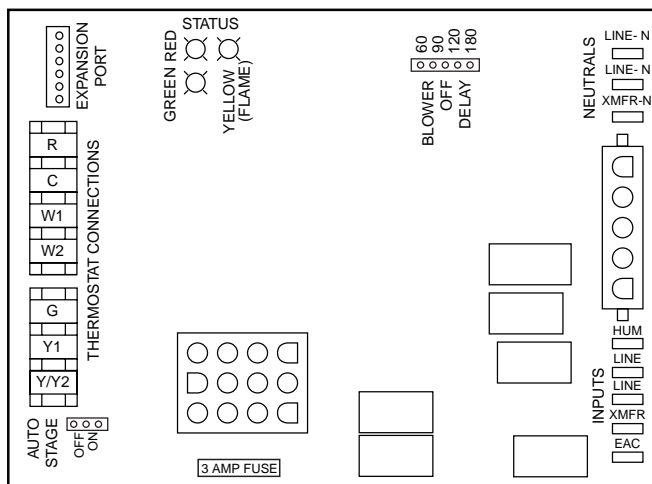 EXPANSION
PORT
STATUS
GREEN RED
YELLOW
(FLAME)
60
90
120
180
BLOWER
OFF
DELAY
NEUTRALS
LINE- N
LINE- N
XMFR-N
THERMOSTAT CONNECTIONS
R
C
W1
W2
G
Y1
Y/Y2
AUTO
STAGE
OFF
ON
3 AMP FUSE
INPUTS
HUM
LINE
LINE
XMFR
EAC